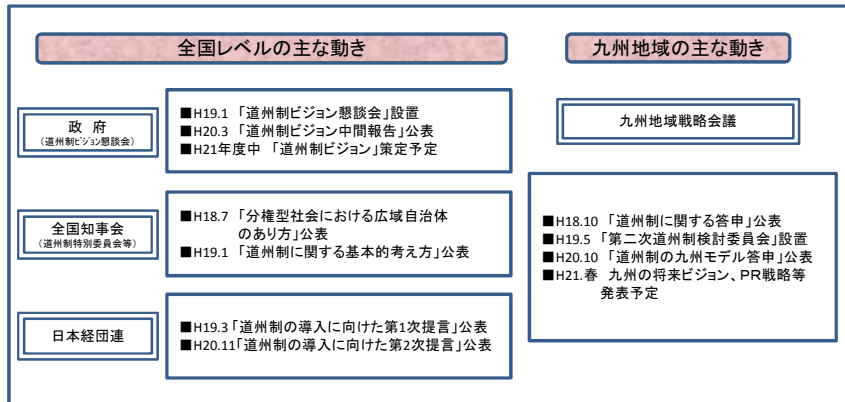 全国レベルの主な動き
九州地域の主な動き
政 府
(道州制ビジョン懇談会)
■H19.1 「道州制ビジョン懇談会」設置
■H20.3 「道州制ビジョン中間報告」公表
■H21年度中 「道州制ビジョン」策定予定
全国知事会
(道州制特別委員会等)
■H18.7 「分権型社会における広域自治体
のあり方」公表
■H19.1 「道州制に関する基本的考え方」公表
日本経団連
■H19.3「道州制の導入に向けた第1次提言」公表
■H20.11「道州制の導入に向けた第2次提言」公表
九州地域戦略会議
■H18.10 「道州制に関する答申」公表
■H19.5 「第二次道州制検討委員会」設置
■H20.10 「道州制の九州モデル答申」公表
■H21.春 九州の将来ビジョン、PR戦略等
発表予定